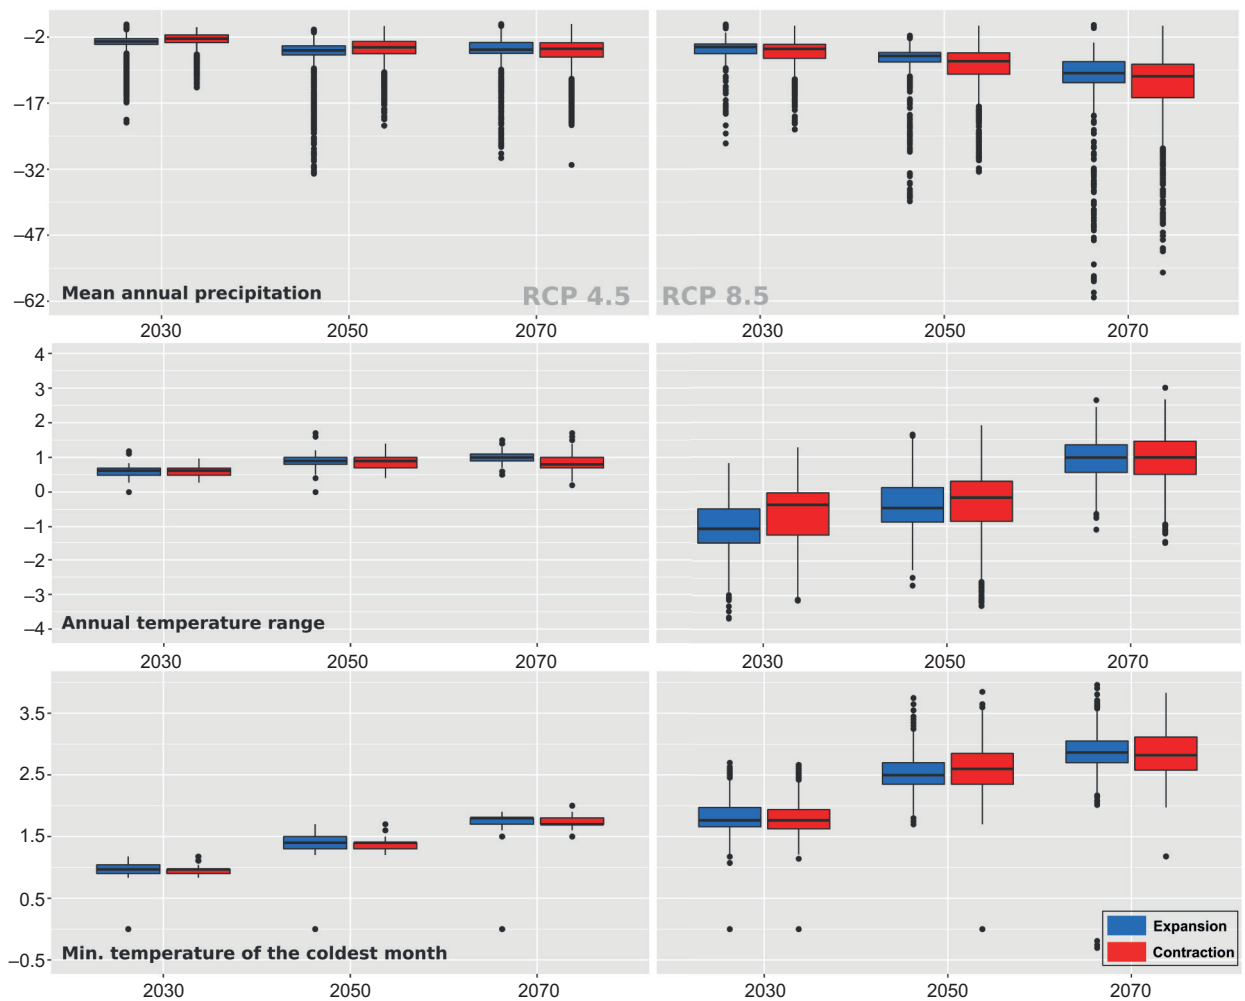 –2
–17
–32
–47
–62
Mean annual precipitation
RCP 4.5
RCP 8.5
2030 2050 2070 2030 2050 2070
4
3
2
1
0
–1
–2
–3
–4
Annual temperature range
2030 2050 2070 2030 2050 2070
3.5
2.5
1.5
0.5
–0.5
Min. temperature of the coldest month
Expansion
Contraction
2030 2050 2070 2030 2050 2070